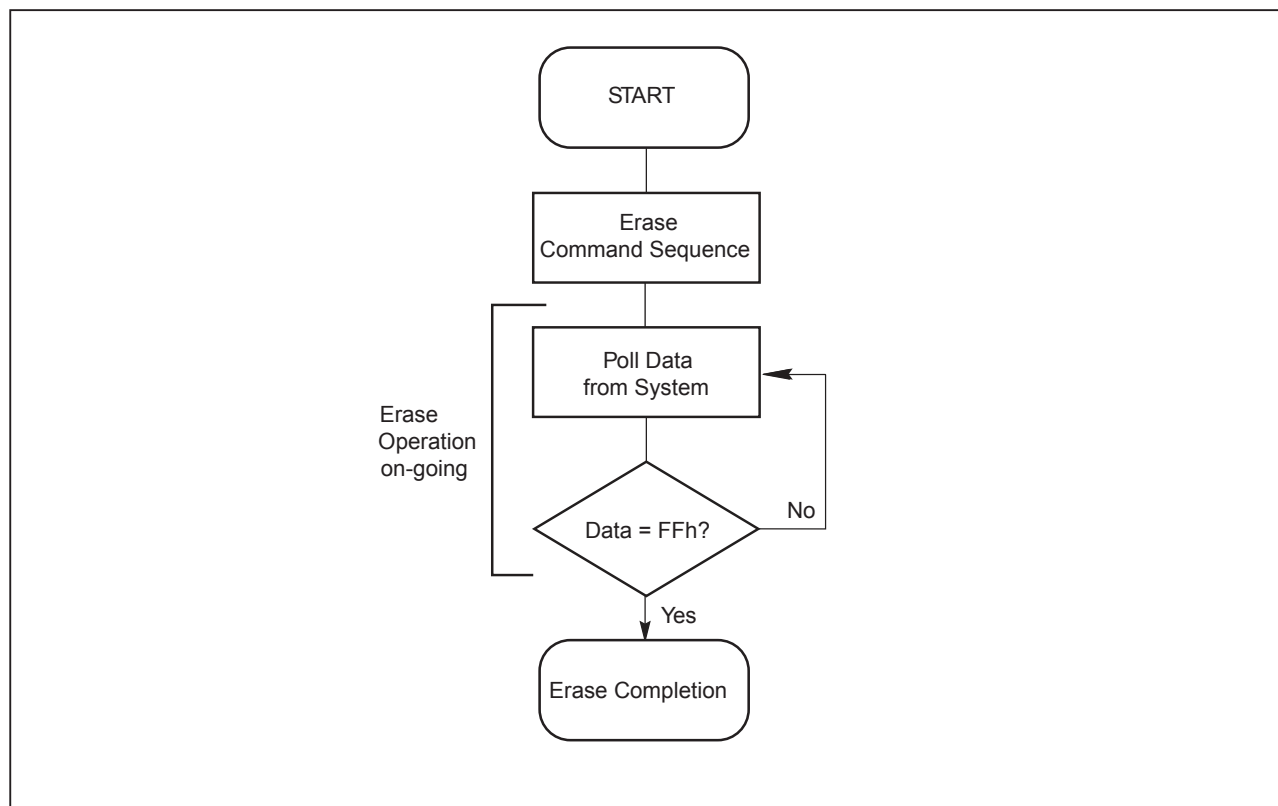 START
Erase
Command Sequence
Poll Data
from System
Erase
Operation
on-going
Data = FFh?
No
Yes
Erase Completion